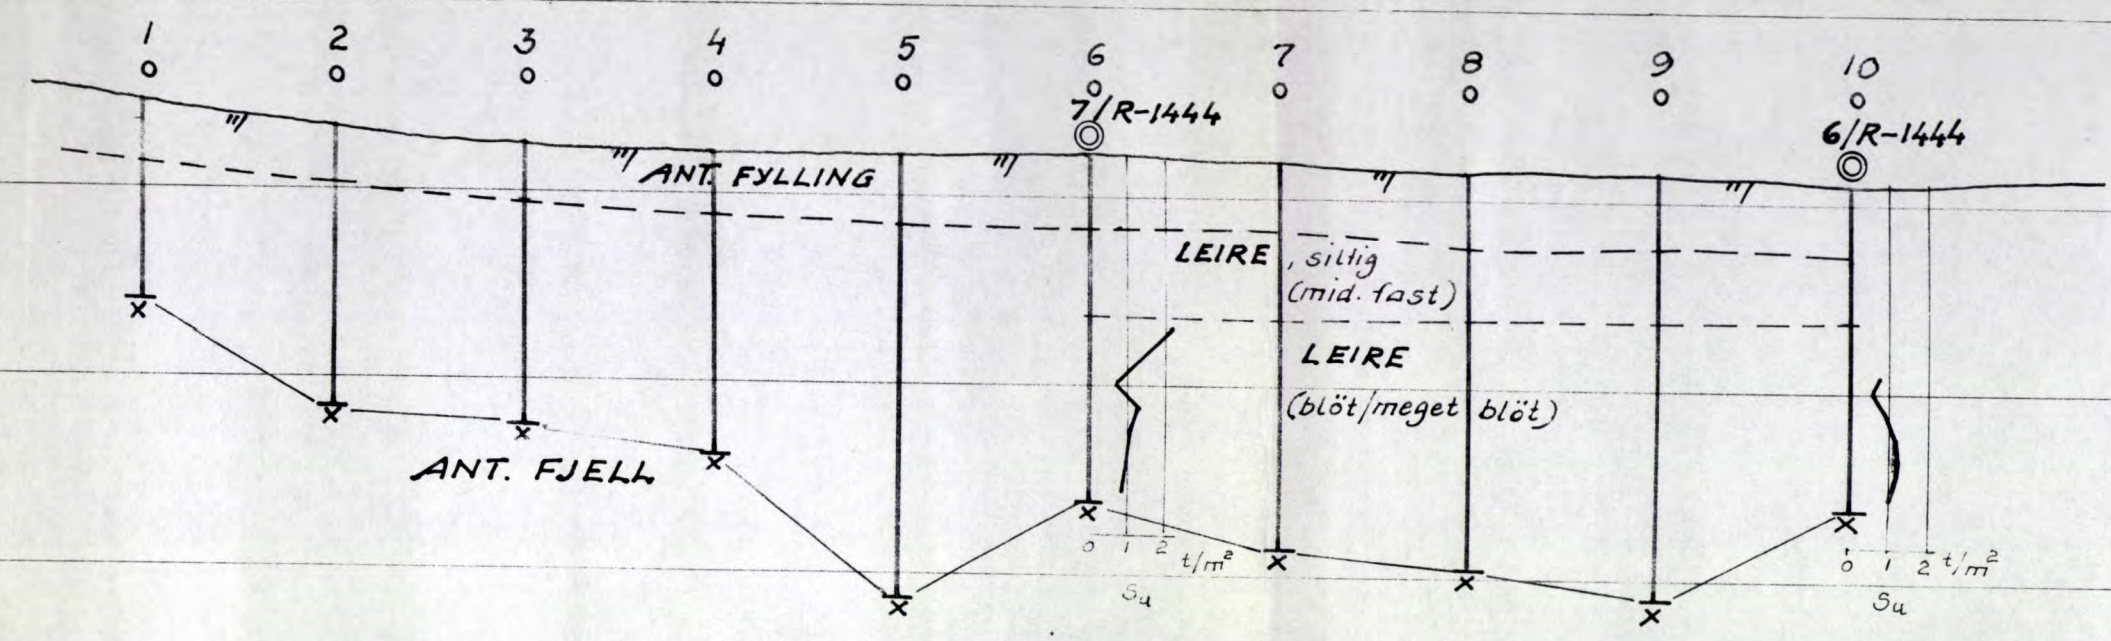 1 2 3 4 5 6 7 8 9 10
7/R-1444
6/R-1444
ANT. FYLLING
LEIRE, siltig
(mid. fast)
LEIRE
(blöt/meget blöt)
ANT. FJELL
0 1 2 t/m²
Su
0 1 2 t/m²
Su